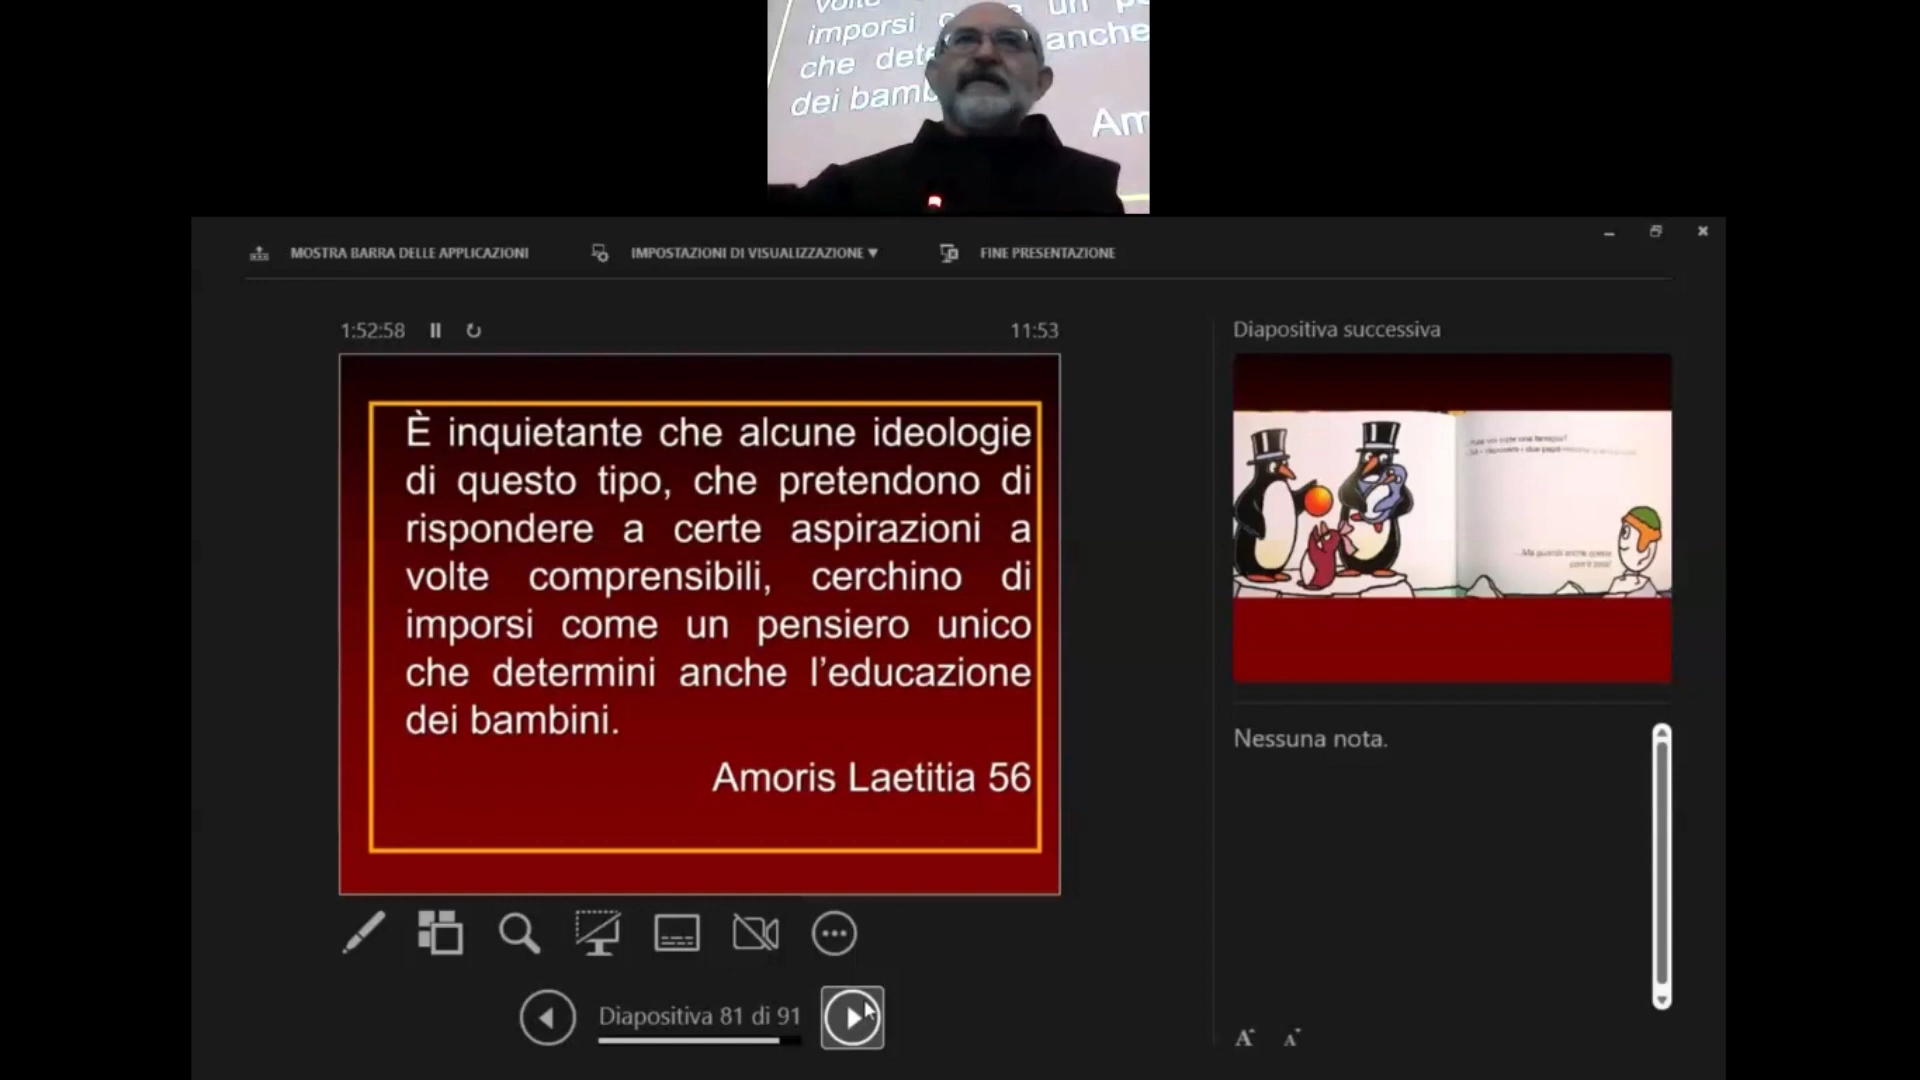 imporsi
anche
che
dei
Am
MOSTRA BARRA DELLE APPLICAZIONI
IMPOSTAZIONI DI VISUALIZZAZIONE ▼
FINE PRESENTAZIONE
1:52:58
11:53
È inquietante che alcune ideologie
di questo tipo, che pretendono di
rispondere a certe aspirazioni a
volte comprensibili, cerchino di
imporsi come un pensiero unico
che determini anche l’educazione
dei bambini.
Amoris Laetitia 56
Diapositiva 81 di 91
Diapositiva successiva
Nessuna nota.
A A